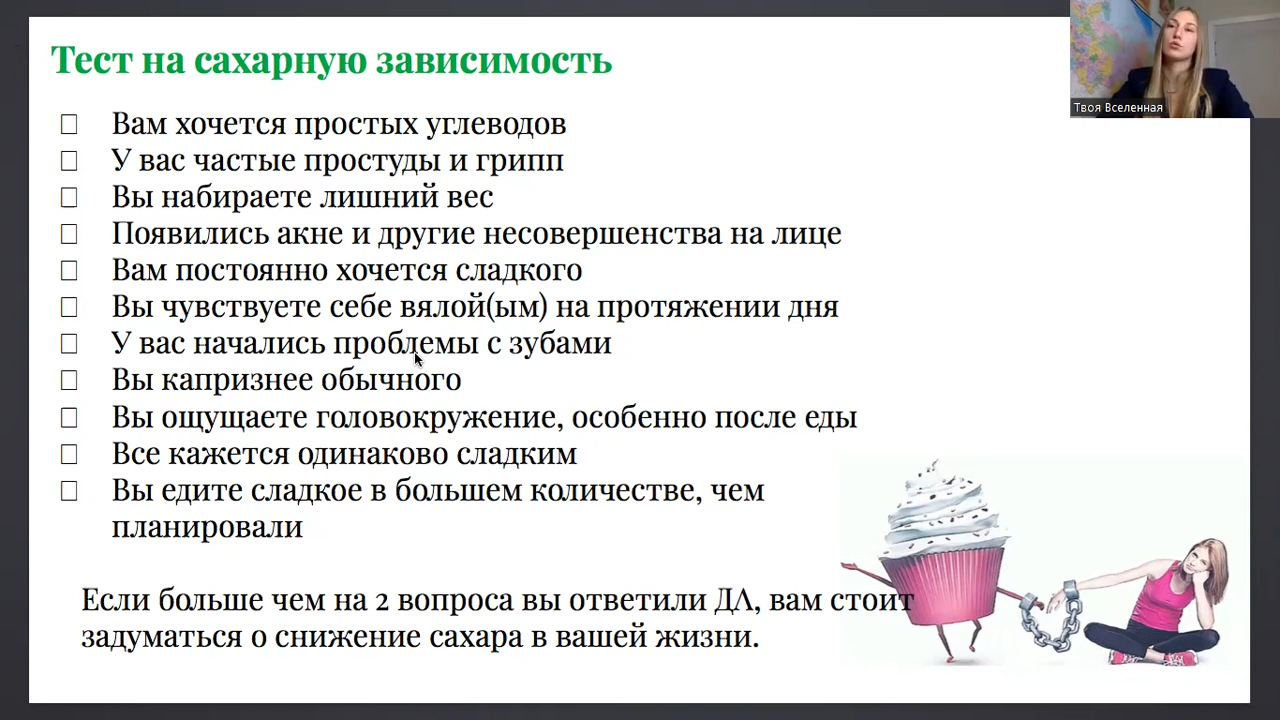 Тест на сахарную зависимость
Твоя Вселенная
Вам хочется простых углеводов
У вас частые простуды и грипп
Вы набираете лишний вес
Появились акне и другие несовершенства на лице
Вам постоянно хочется сладкого
Вы чувствуете себе вялой(ым) на протяжении дня
У вас начались проблемы с зубами
Вы капризнее обычного
Вы ощущаете головокружение, особенно после еды
Все кажется одинаково сладким
Вы едите сладкое в большем количестве, чем
планировали
Если больше чем на 2 вопроса вы ответили ДА, вам стоит
задуматься о снижение сахара в вашей жизни.